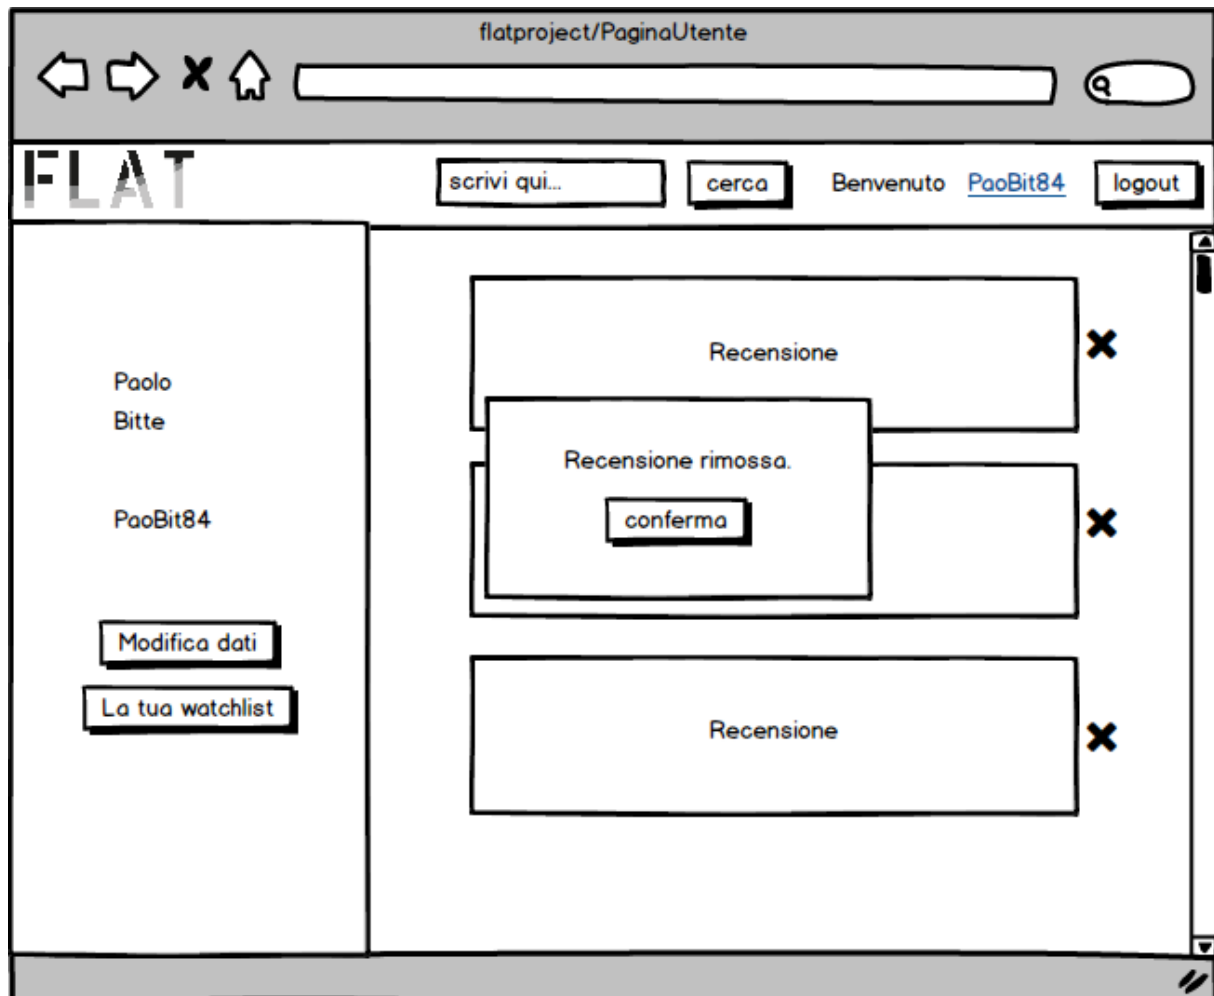 flatproject/PaginaUtente
FLAT
scrivi qui...
cerca
Benvenuto PaoBit84
logout
Paolo
Bitte
PaoBit84
Modifica dati
La tua watchlist
Recensione
Recensione rimossa.
conferma
Recensione